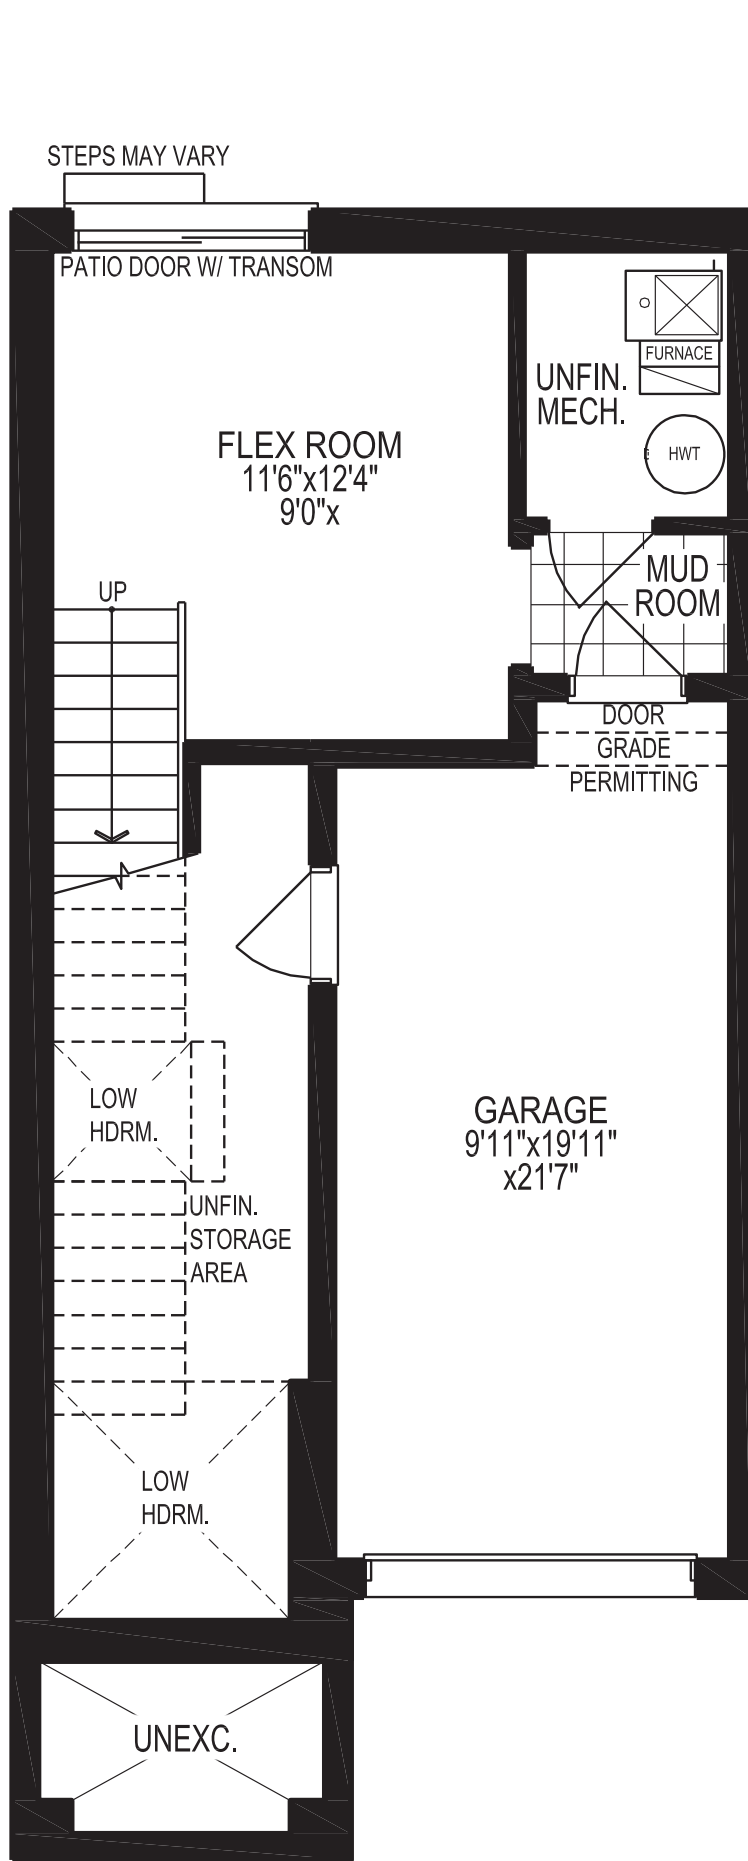 STEPS MAY VARY
PATIO DOOR W/ TRANSOM
FURNACE
UNFIN.
MECH.
HWT
FLEX ROOM
11'6"x12'4"
9'0"x
MUD
ROOM
UP
DOOR
GRADE
PERMITTING
LOW
HDRM.
GARAGE
9'11"x19'11"
x21'7"
UNFIN.
STORAGE
AREA
LOW
HDRM.
UNEXC.